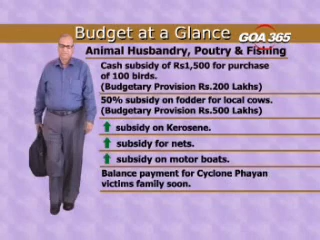 Budget at a Glance
GOA 365
Animal Husbandry, Poutry & Fishing
Cash subsidy of Rs1,500 for purchase
of 100 birds.
(Budgetary Provision Rs.200 Lakhs)
50% subsidy on fodder for local cows.
(Budgetary Provision Rs.500 Lakhs)
subsidy on Kerosene.
subsidy for nets.
subsidy on motor boats.
Balance payment for Cyclone Phayan
victims family soon.